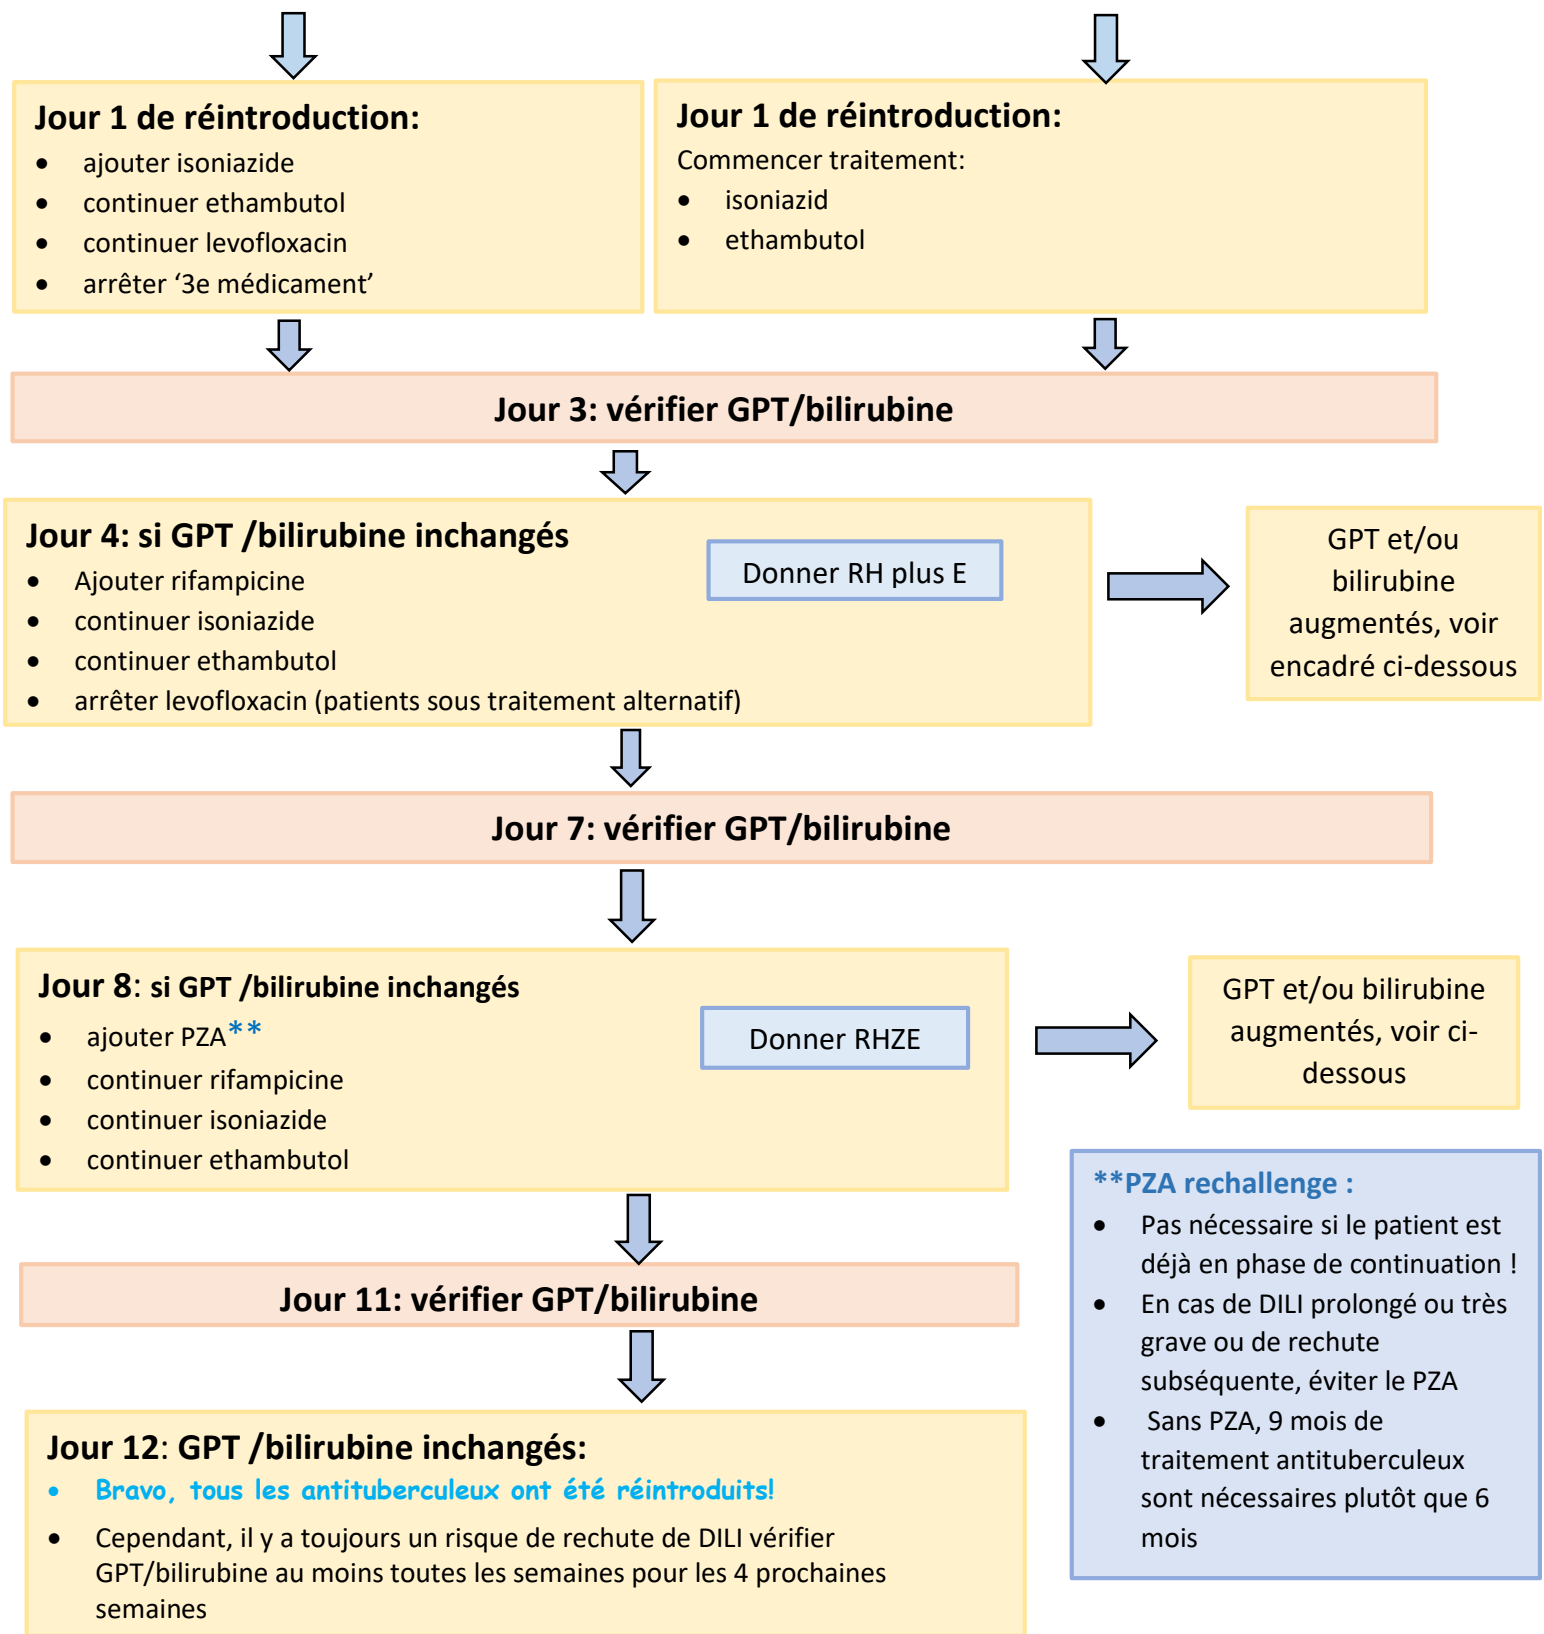 Jour 1 de réintroduction:
• ajouter isoniazide
• continuer ethambutol
• continuer levofloxacin
• arrêter ‘3e médicament’
Jour 1 de réintroduction:
Commencer traitement:
• isoniazid
• ethambutol
Jour 3: vérifier GPT/bilirubine
Jour 4: si GPT /bilirubine inchangés
• Ajouter rifampicine
• continuer isoniazide
• continuer ethambutol
• arrêter levofloxacin (patients sous traitement alternatif)
Donner RH plus E
GPT et/ou
bilirubine
augmentés, voir
encadré ci-dessous
Jour 7: vérifier GPT/bilirubine
Jour 8: si GPT /bilirubine inchangés
• ajouter PZA**
• continuer rifampicine
• continuer isoniazide
• continuer ethambutol
Donner RHZE
GPT et/ou bilirubine
augmentés, voir ci-
dessous
**PZA rechallenge :
• Pas nécessaire si le patient est
déjà en phase de continuation !
• En cas de DILI prolongé ou très
grave ou de rechute
subséquente, éviter le PZA
• Sans PZA, 9 mois de
traitement antituberculeux
sont nécessaires plutôt que 6
mois
Jour 11: vérifier GPT/bilirubine
Jour 12: GPT /bilirubine inchangés:
• Bravo, tous les antituberculeux ont été réintroduits!
• Cependant, il y a toujours un risque de rechute de DILI vérifier
GPT/bilirubine au moins toutes les semaines pour les 4 prochaines
semaines